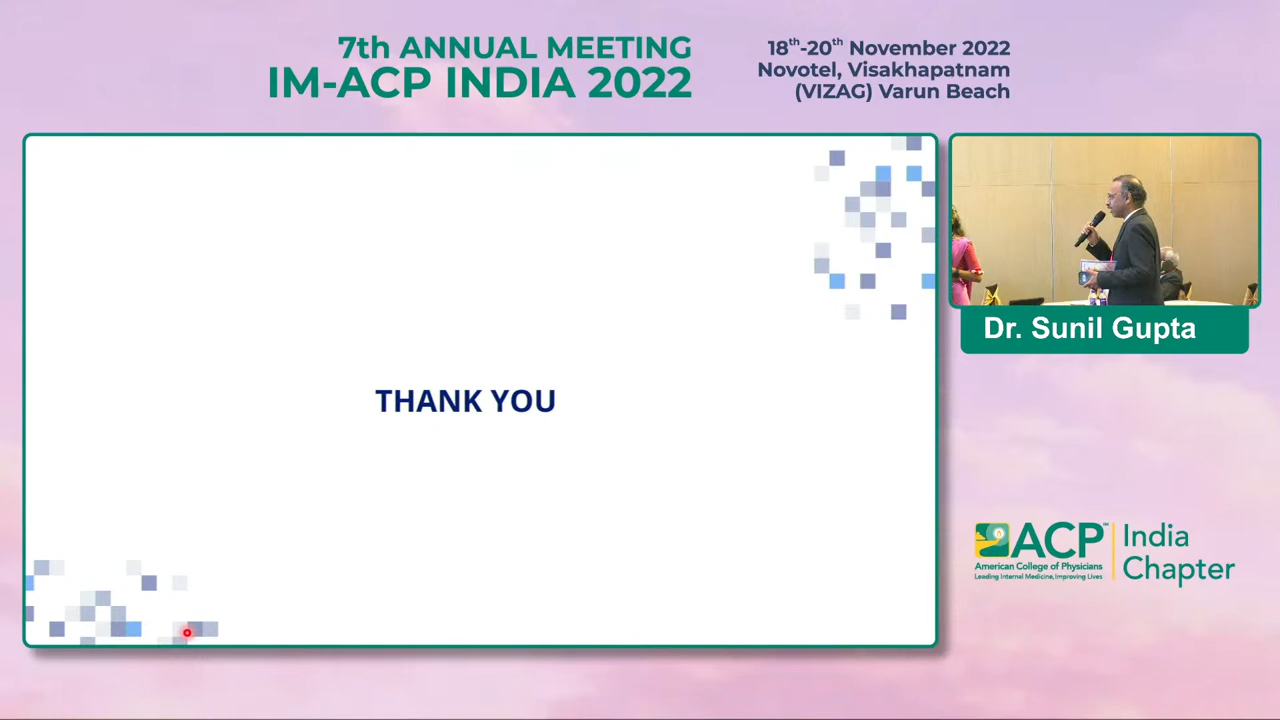 7th ANNUAL MEETING
IM-ACP INDIA 2022
18th-20th November 2022
Novotel, Visakhapatnam
(VIZAG) Varun Beach
THANK YOU
Dr. Sunil Gupta
ACP™
American College of Physicians
Leading Internal Medicine, Improving Lives
India
Chapter